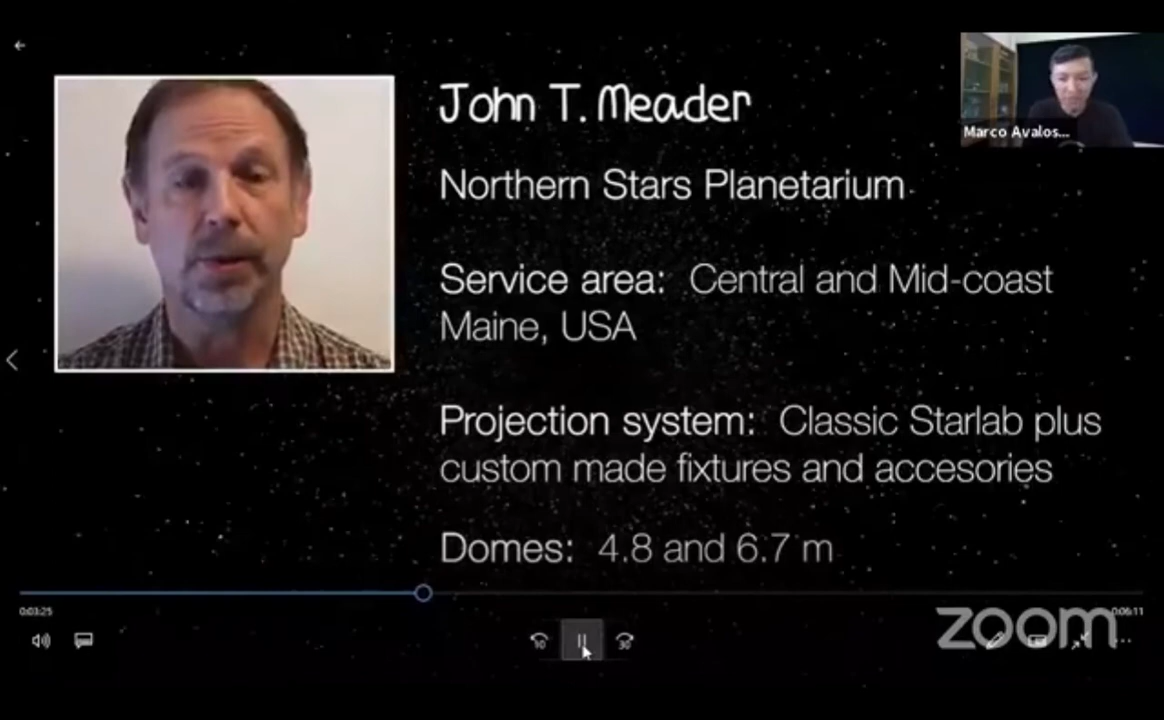 John T. Meader
Marco Avalos...
Northern Stars Planetarium
Service area: Central and Mid-coast
Maine, USA
Projection system: Classic Starlab plus
custom made fixtures and accesories
Domes: 4.8 and 6.7 m
0:03:25
0:06:11
10
30
zoom